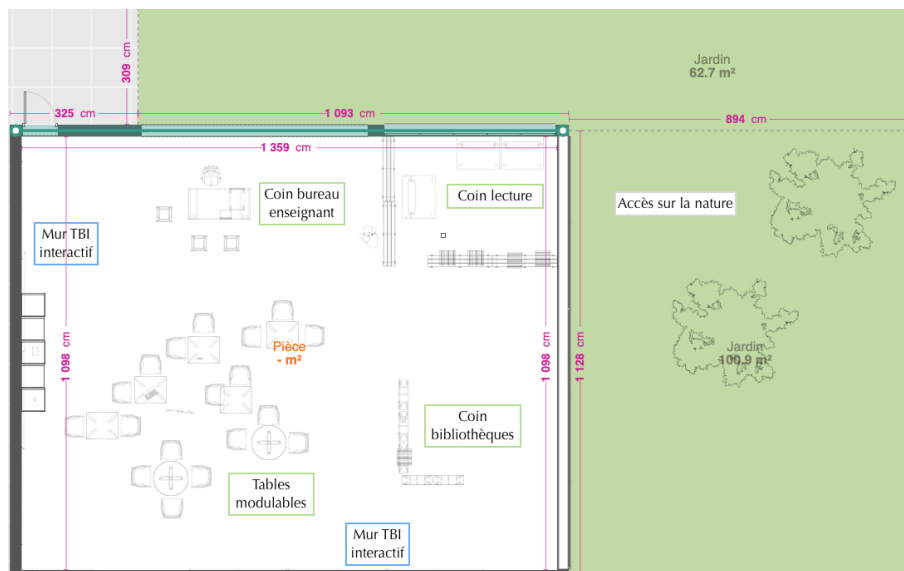 Jardin
62.7 m²
309 cm
325 cm
1 093 cm
894 cm
1 359 cm
Coin bureau
enseignant
Coin lecture
Accès sur la nature
Mur TBI
interactif
Pièce
- m²
Jardin
100.9 m²
1 098 cm
1 098 cm
1 128 cm
Coin
bibliothèques
Tables
modulables
Mur TBI
interactif